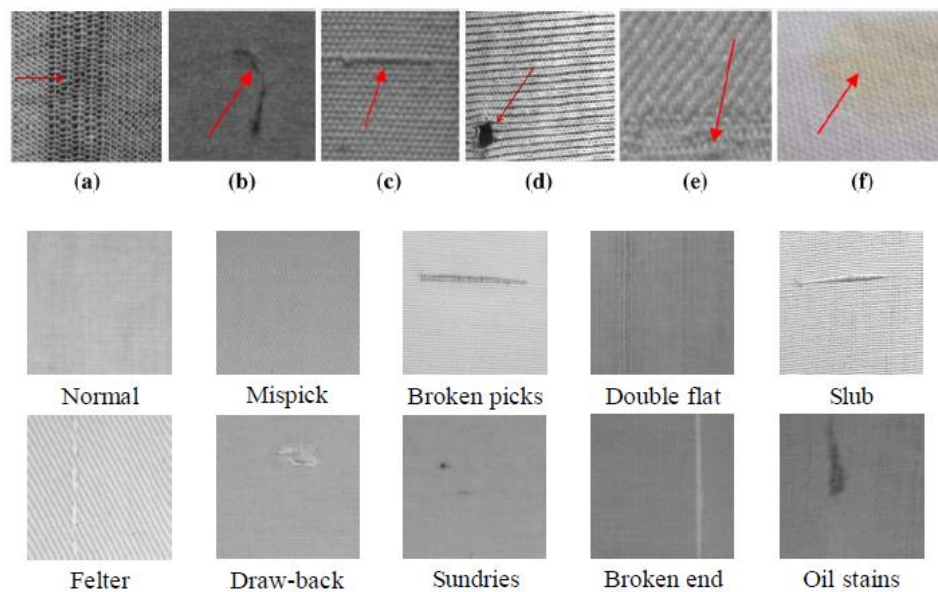 (a) (b) (c) (d) (e) (f)
Normal Mispick Broken picks Double flat Slub
Felter Draw-back Sundries Broken end Oil stains